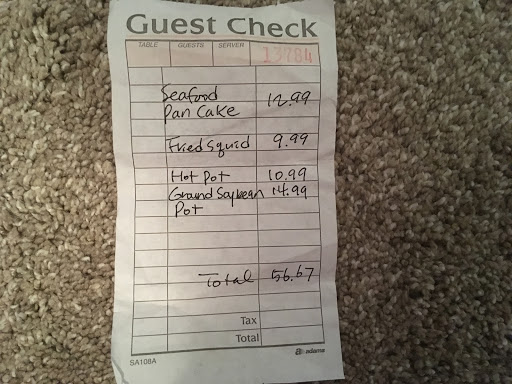 Guest Check
TABLE GUESTS SERVER
13784
Seafood
Pan Cake 12.99
Fried Squid 9.99
Hot Pot 10.99
Ground Soybean 14.99
Pot
Total 56.67
Tax
Total
SA108A adams